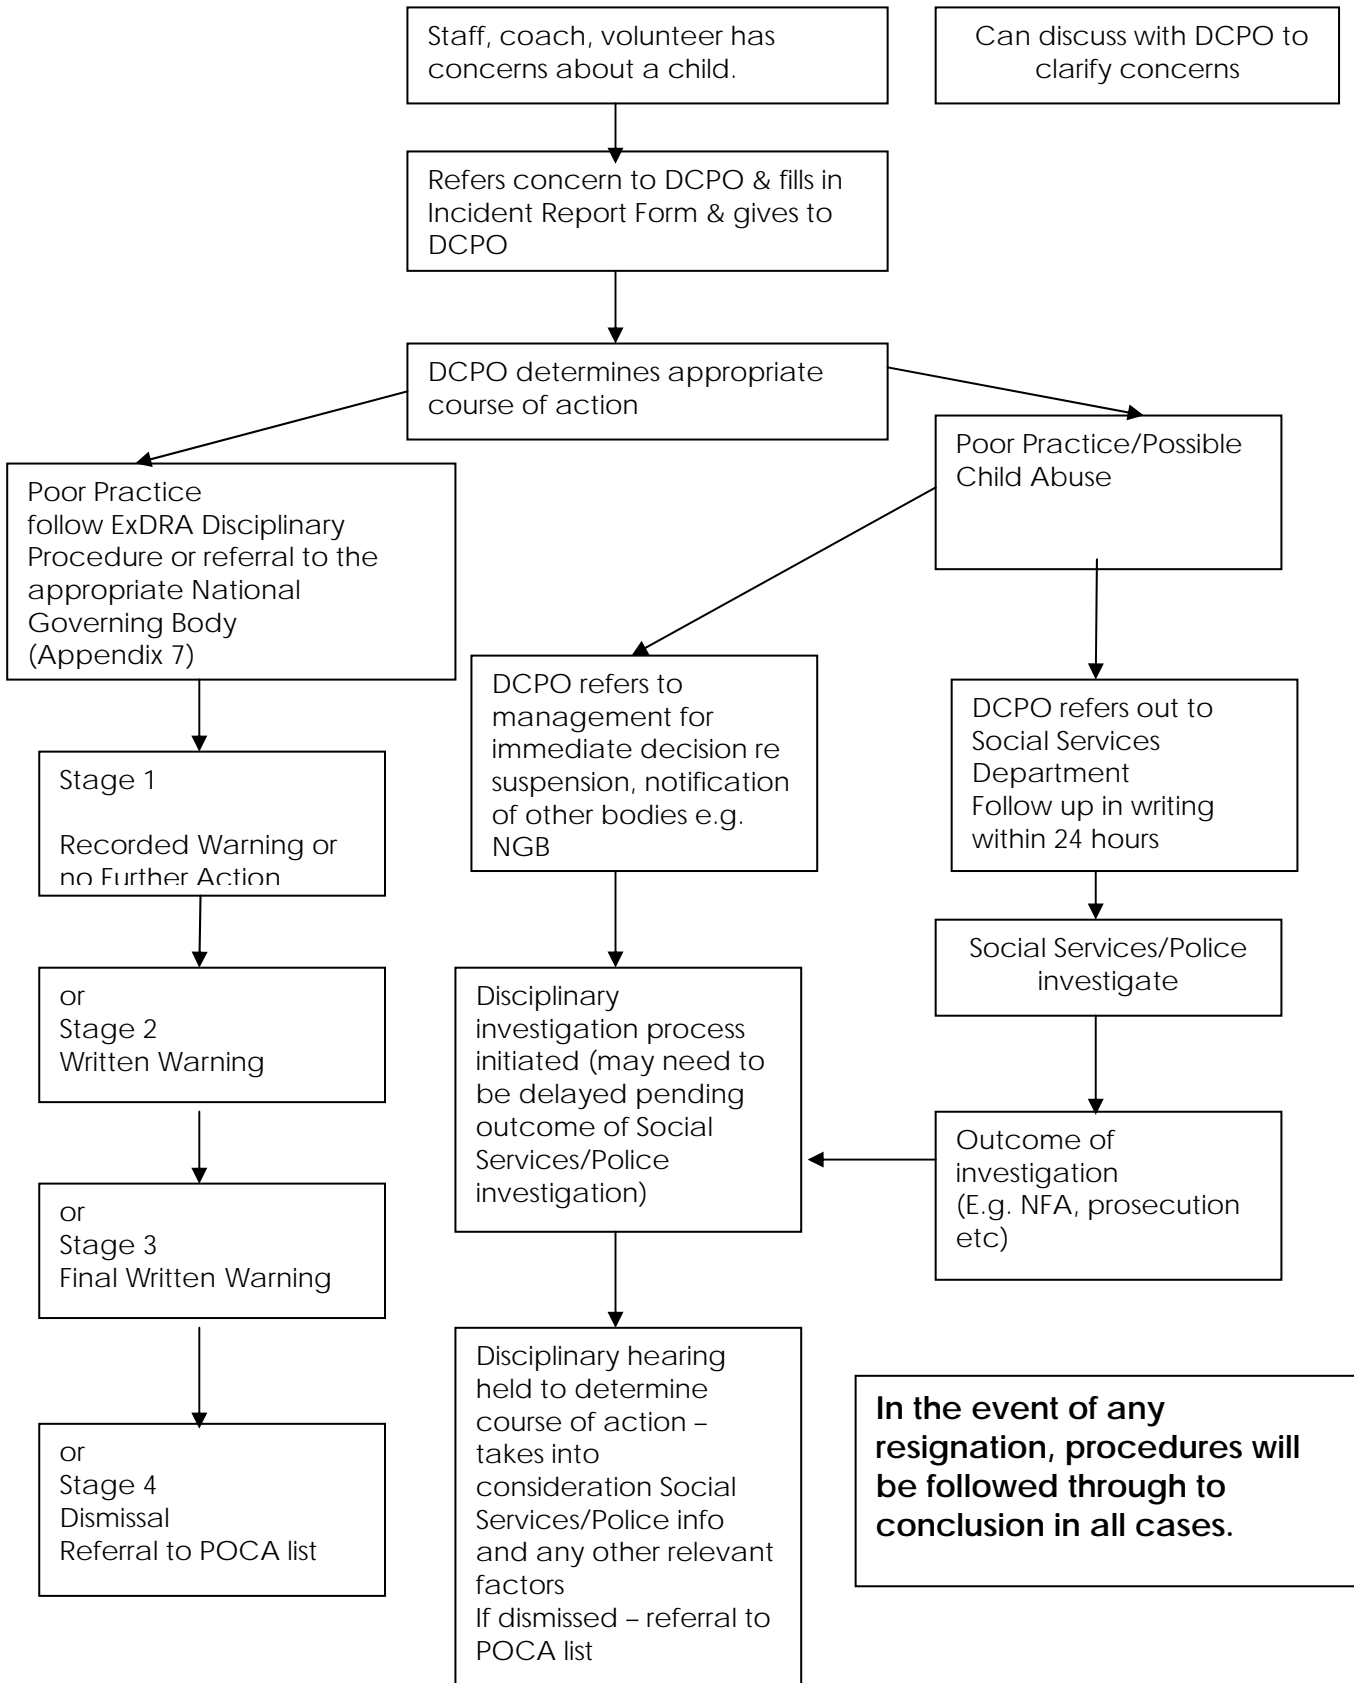 Staff, coach, volunteer has
concerns about a child.
Can discuss with DCPO to
clarify concerns
Refers concern to DCPO & fills in
Incident Report Form & gives to
DCPO
DCPO determines appropriate
course of action
Poor Practice/Possible
Child Abuse
Poor Practice
follow ExDRA Disciplinary
Procedure or referral to the
appropriate National
Governing Body
(Appendix 7)
DCPO refers to
management for
immediate decision re
suspension, notification
of other bodies e.g.
NGB
DCPO refers out to
Social Services
Department
Follow up in writing
within 24 hours
Stage 1
Recorded Warning or
no Further Action
Social Services/Police
investigate
or
Stage 2
Written Warning
Disciplinary
investigation process
initiated (may need to
be delayed pending
outcome of Social
Services/Police
investigation)
Outcome of
investigation
(E.g. NFA, prosecution
etc)
or
Stage 3
Final Written Warning
Disciplinary hearing
held to determine
course of action –
takes into
consideration Social
Services/Police info
and any other relevant
factors
If dismissed – referral to
POCA list
In the event of any
resignation, procedures will
be followed through to
conclusion in all cases.
or
Stage 4
Dismissal
Referral to POCA list